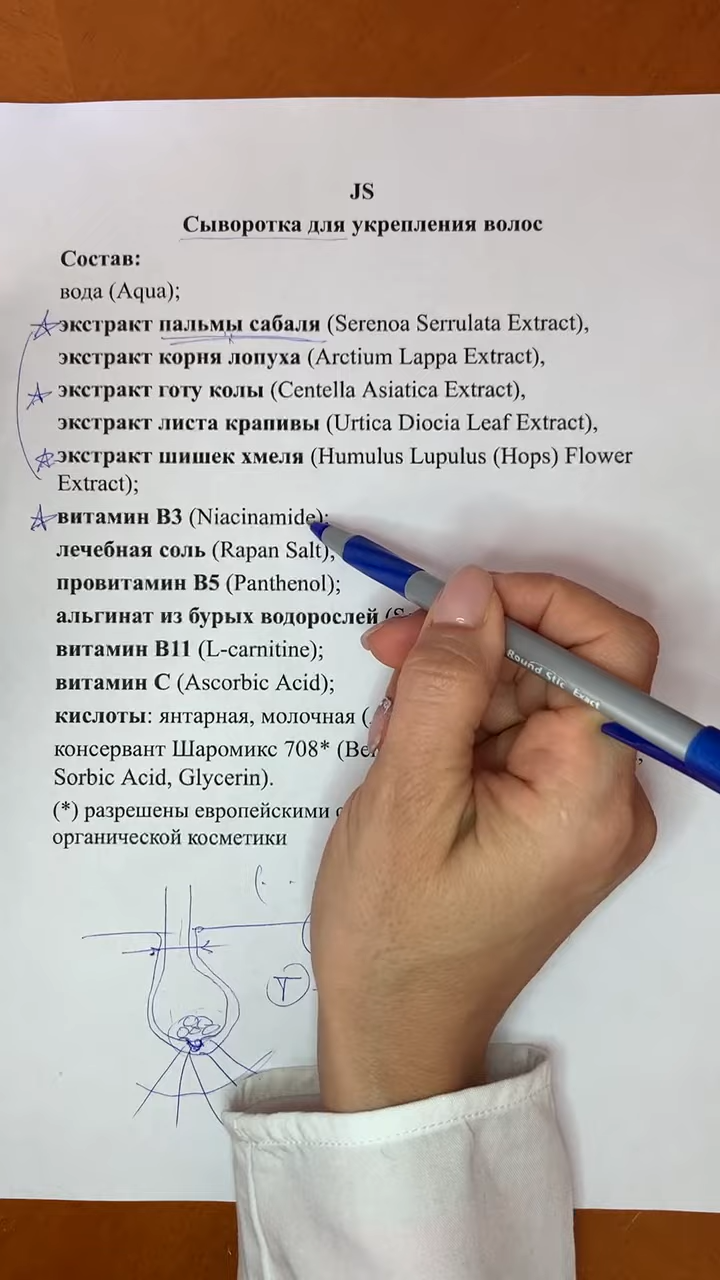 JS
Сыворотка для укрепления волос
Состав:
вода (Aqua);
экстракт пальмы сабаля (Serenoa Serrulata Extract),
экстракт корня лопуха (Arctium Lappa Extract),
экстракт готу колы (Centella Asiatica Extract),
экстракт листа крапивы (Urtica Diocia Leaf Extract),
экстракт шишек хмеля (Humulus Lupulus (Hops) Flower
Extract);
витамин В3 (Niacinamide);
лечебная соль (Rapan Salt),
провитамин В5 (Panthenol);
альгинат из бурых водорослей
витамин В11 (L-carnitine);
витамин С (Ascorbic Acid);
кислоты: янтарная, молочная (
консервант Шаромикс 708* (
Sorbic Acid, Glycerin).
(*) разрешены европейскими
органической косметики
T
Round Stic Exact